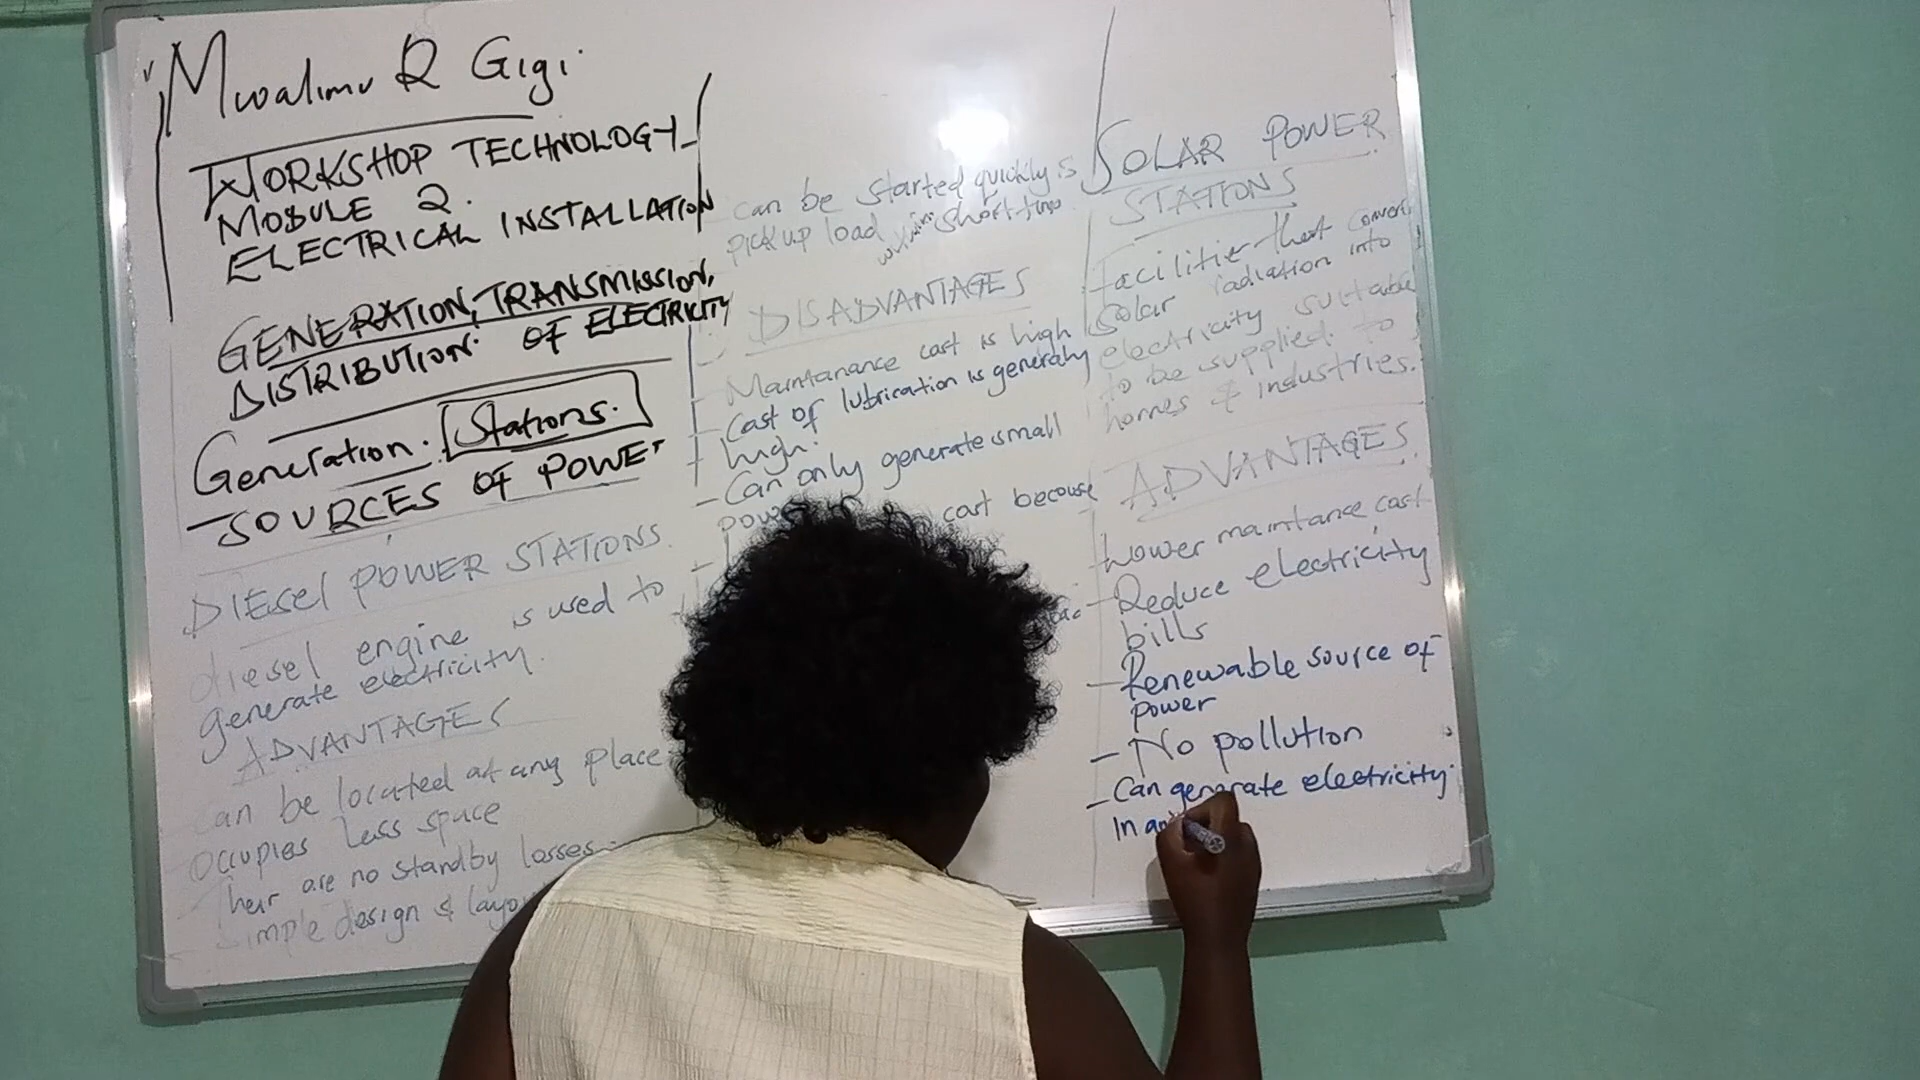 Mwalimu R Gigi
WORKSHOP TECHNOLOGY
MODULE 2.
ELECTRICAL INSTALLATION
GENERATION, TRANSMISSION,
DISTRIBUTION OF ELECTRICITY
Generation. Stations.
- SOURCES OF POWER
DIESEL POWER STATIONS.
diesel engine is used to
generate electricity.
ADVANTAGES
can be located at any place
Occupies Less space
Their are no standby losses
Simple design &
can be started quickly
pick up load within short time
DISADVANTAGES
Maintanance cost is high
- Cost of lubrication is generally
high.
- Can only generate small
cost because
SOLAR POWER
STATIONS
Facilities that convert
Solar radiation into
electricity suitable
to be supplied to
homes & industries.
ADVANTAGES
Lower maintance cost
- Reduce electricity
bills
- Renewable source of
power
- No pollution
- Can generate electricity
In